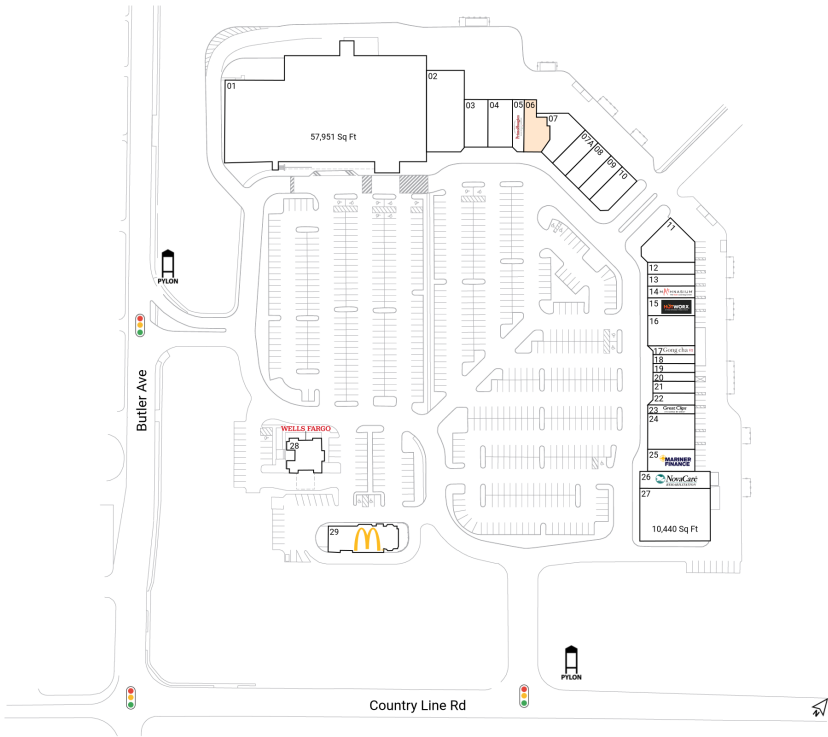 01
57,951 Sq Ft
02
03
04
05
06
07
07A
08
09
10
11
12
13
14
15 HOTWORX
16
17 Gong cha
18
19
20
21
22
23 Great Clips
24
25 MARINER
FINANCE
26 NovaCare
REHABILITATION
27
10,440 Sq Ft
PYLON
Butler Ave
WELLS FARGO
28
29
PYLON
Country Line Rd
N